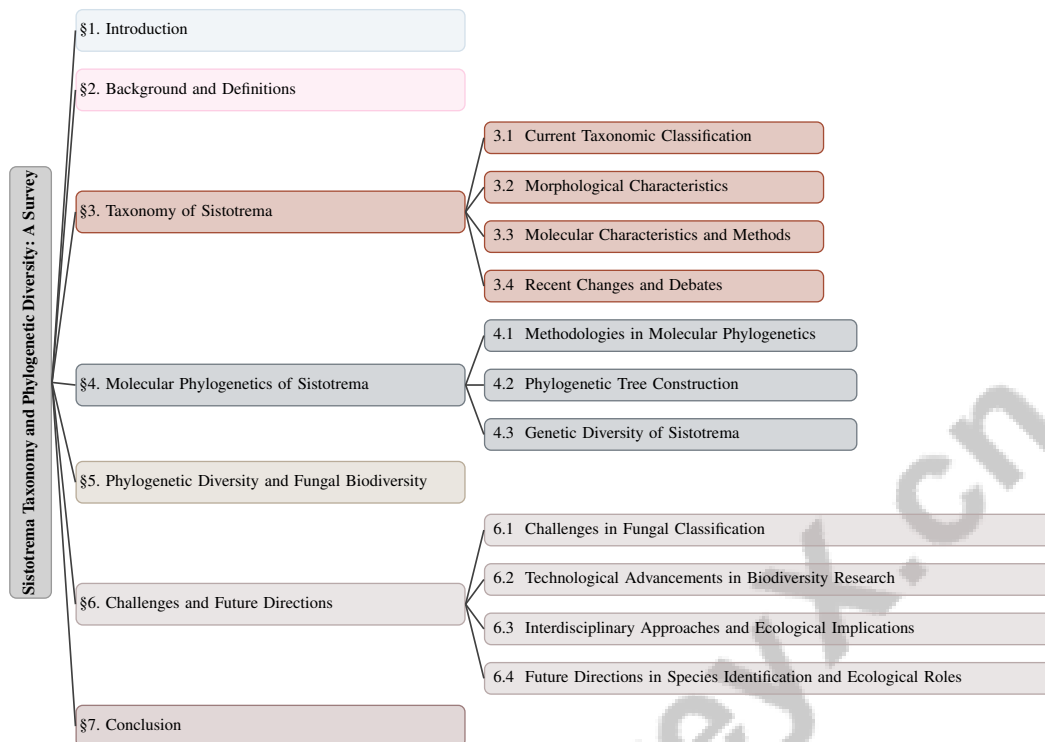 Sistotrema Taxonomy and Phylogenetic Diversity: A Survey
§1. Introduction
§2. Background and Definitions
§3. Taxonomy of Sistotrema
3.1 Current Taxonomic Classification
3.2 Morphological Characteristics
3.3 Molecular Characteristics and Methods
3.4 Recent Changes and Debates
§4. Molecular Phylogenetics of Sistotrema
4.1 Methodologies in Molecular Phylogenetics
4.2 Phylogenetic Tree Construction
4.3 Genetic Diversity of Sistotrema
§5. Phylogenetic Diversity and Fungal Biodiversity
§6. Challenges and Future Directions
6.1 Challenges in Fungal Classification
6.2 Technological Advancements in Biodiversity Research
6.3 Interdisciplinary Approaches and Ecological Implications
6.4 Future Directions in Species Identification and Ecological Roles
§7. Conclusion
eyX.cn